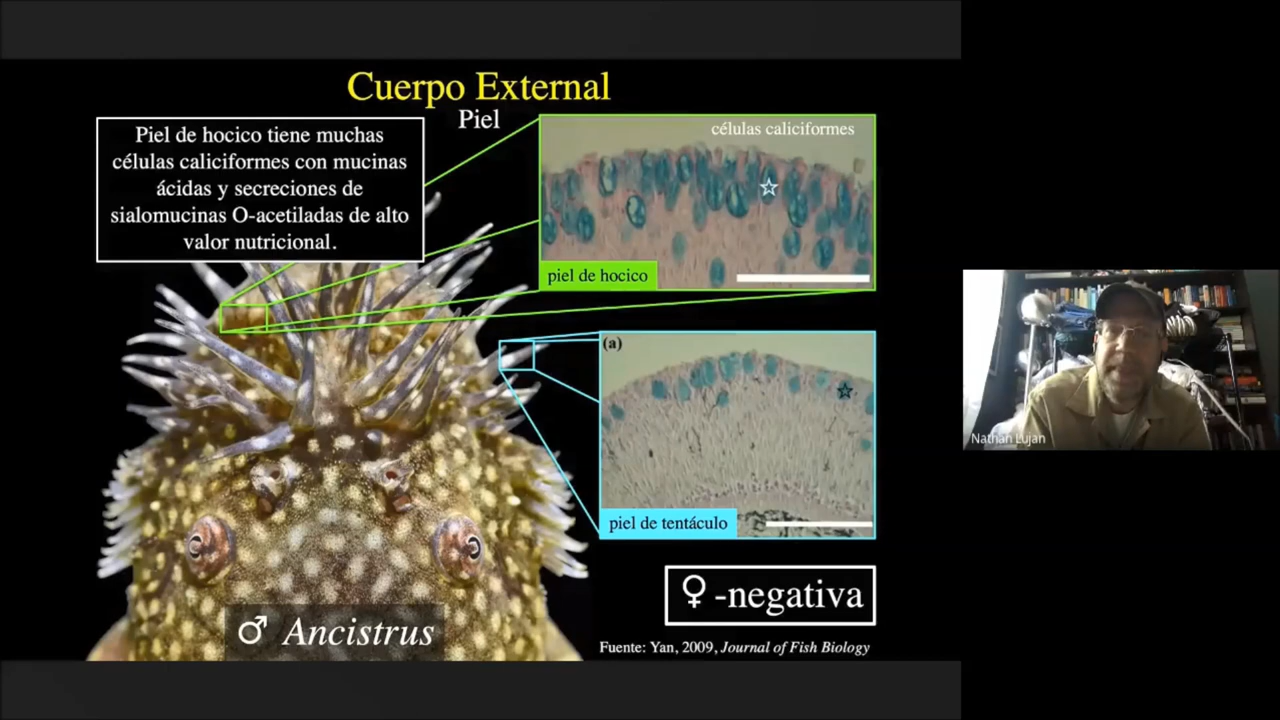 Cuerpo External
Piel
Piel de hocico tiene muchas
células caliciformes con mucinas
ácidas y secreciones de
sialomucinas O-acetiladas de alto
valor nutricional.
células caliciformes
piel de hocico
(a)
piel de tentáculo
♀-negativa
♂ Ancistrus
Fuente: Yan, 2009, Journal of Fish Biology
Nathan Lujan